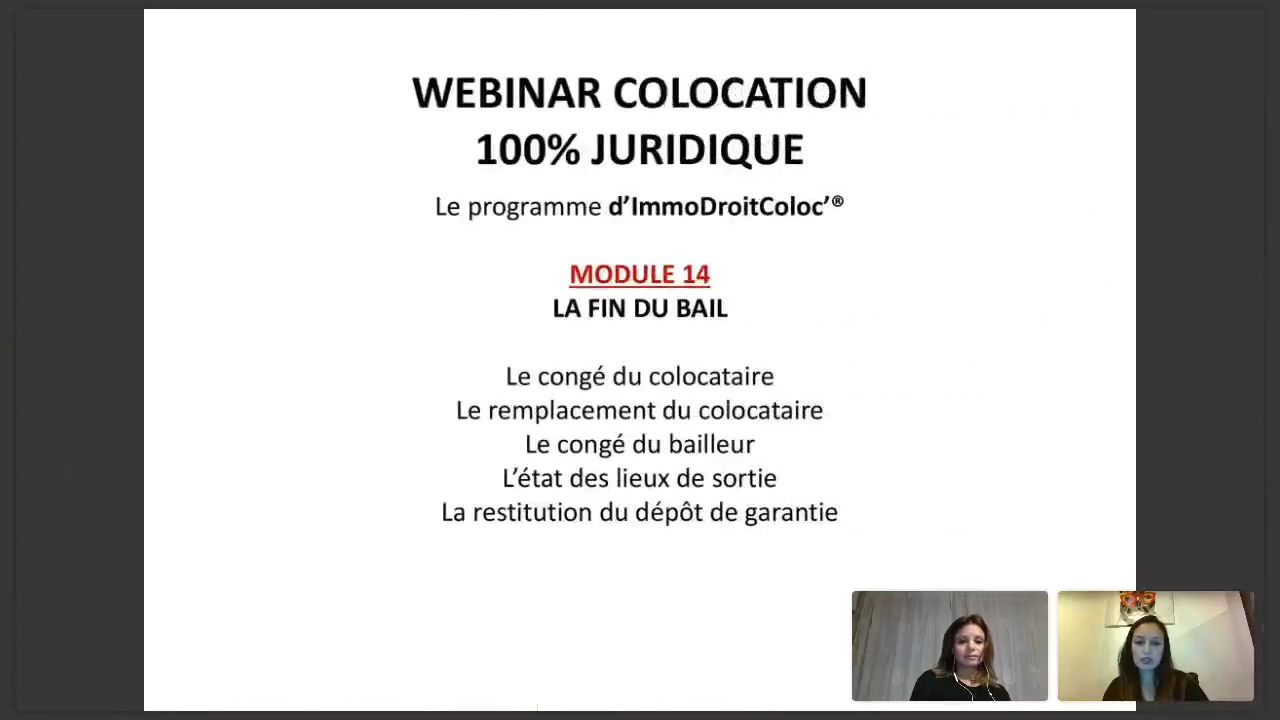 WEBINAR COLOCATION
100% JURIDIQUE
Le programme d’ImmoDroitColoc’®
MODULE 14
LA FIN DU BAIL
Le congé du colocataire
Le remplacement du colocataire
Le congé du bailleur
L’état des lieux de sortie
La restitution du dépôt de garantie